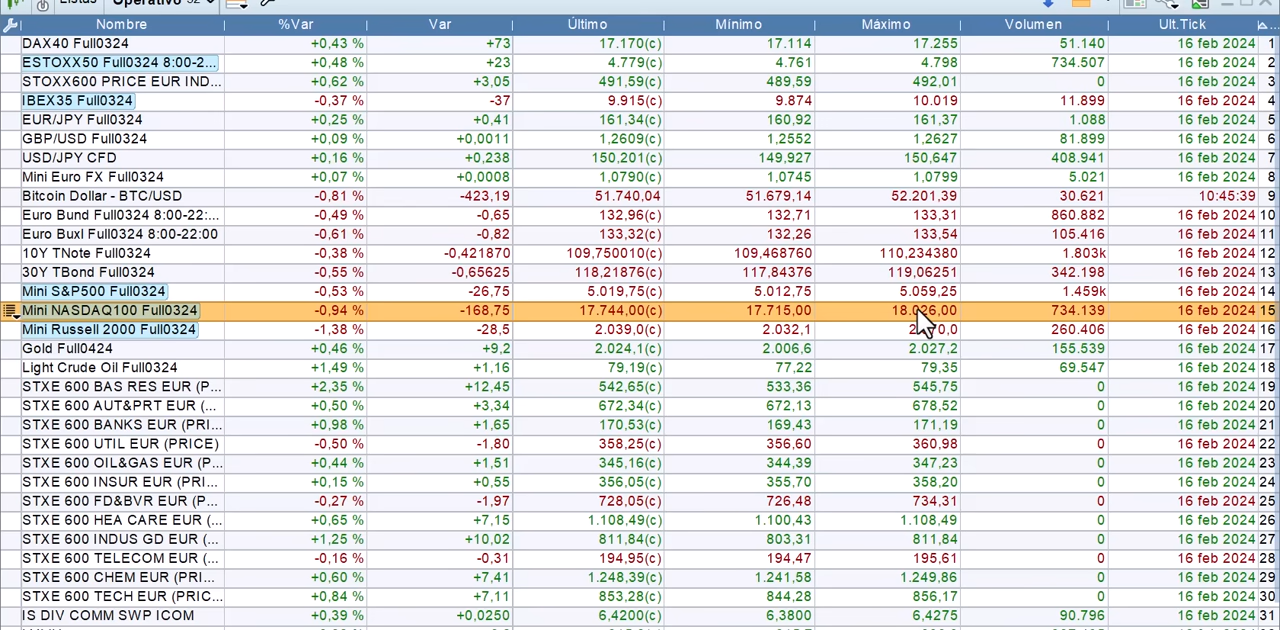 Listas Operativo
Nombre %Var Var Último Mínimo Máximo Volumen Ult.Tick
DAX40 Full0324 +0,43 % +73 17.170(c) 17.114 17.255 51.140 16 feb 2024 1
ESTOXX50 Full0324 8:00-2... +0,48 % +23 4.779(c) 4.761 4.798 734.507 16 feb 2024 2
STOXX600 PRICE EUR IND... +0,62 % +3,05 491,59(c) 489,59 492,01 0 16 feb 2024 3
IBEX35 Full0324 -0,37 % -37 9.915(c) 9.874 10.019 11.899 16 feb 2024 4
EUR/JPY Full0324 +0,25 % +0,41 161,34(c) 160,92 161,37 1.088 16 feb 2024 5
GBP/USD Full0324 +0,09 % +0,0011 1,2609(c) 1,2552 1,2627 81.899 16 feb 2024 6
USD/JPY CFD +0,16 % +0,238 150,201(c) 149,927 150,647 408.941 16 feb 2024 7
Mini Euro FX Full0324 +0,07 % +0,0008 1,0790(c) 1,0745 1,0799 5.021 16 feb 2024 8
Bitcoin Dollar - BTC/USD -0,81 % -423,19 51.740,04 51.679,14 52.201,39 30.621 10:45:39 9
Euro Bund Full0324 8:00-22:... -0,49 % -0,65 132,96(c) 132,71 133,31 860.882 16 feb 2024 10
Euro Buxl Full0324 8:00-22:00 -0,61 % -0,82 133,32(c) 132,26 133,54 105.416 16 feb 2024 11
10Y TNote Full0324 -0,38 % -0,421870 109,750010(c) 109,468760 110,234380 1.803k 16 feb 2024 12
30Y TBond Full0324 -0,55 % -0,65625 118,21876(c) 117,84376 119,06251 342.198 16 feb 2024 13
Mini S&P500 Full0324 -0,53 % -26,75 5.019,75(c) 5.012,75 5.059,25 1.459k 16 feb 2024 14
Mini NASDAQ100 Full0324 -0,94 % -168,75 17.744,00(c) 17.715,00 18.026,00 734.139 16 feb 2024 15
Mini Russell 2000 Full0324 -1,38 % -28,5 2.039,0(c) 2.032,1 260.406 16 feb 2024 16
Gold Full0424 +0,46 % +9,2 2.024,1(c) 2.006,6 2.027,2 155.539 16 feb 2024 17
Light Crude Oil Full0324 +1,49 % +1,16 79,19(c) 77,22 79,35 69.547 16 feb 2024 18
STXE 600 BAS RES EUR (P... +2,35 % +12,45 542,65(c) 533,36 545,75 0 16 feb 2024 19
STXE 600 AUT&PRT EUR (... +0,50 % +3,34 672,34(c) 672,13 678,52 0 16 feb 2024 20
STXE 600 BANKS EUR (PRI... +0,98 % +1,65 170,53(c) 169,43 171,19 0 16 feb 2024 21
STXE 600 UTIL EUR (PRICE) -0,50 % -1,80 358,25(c) 356,60 360,98 0 16 feb 2024 22
STXE 600 OIL&GAS EUR (P... +0,44 % +1,51 345,16(c) 344,39 347,23 0 16 feb 2024 23
STXE 600 INSUR EUR (PRI... +0,15 % +0,55 356,05(c) 355,70 358,20 0 16 feb 2024 24
STXE 600 FD&BVR EUR (P... -0,27 % -1,97 728,05(c) 726,48 734,31 0 16 feb 2024 25
STXE 600 HEA CARE EUR (... +0,65 % +7,15 1.108,49(c) 1.100,43 1.108,49 0 16 feb 2024 26
STXE 600 INDUS GD EUR (... +1,25 % +10,02 811,84(c) 803,31 811,84 0 16 feb 2024 27
STXE 600 TELECOM EUR (... -0,16 % -0,31 194,95(c) 194,47 195,61 0 16 feb 2024 28
STXE 600 CHEM EUR (PRI... +0,60 % +7,41 1.248,39(c) 1.241,58 1.249,86 0 16 feb 2024 29
STXE 600 TECH EUR (PRIC... +0,84 % +7,11 853,28(c) 844,28 856,17 0 16 feb 2024 30
IS DIV COMM SWP ICOM +0,39 % +0,0250 6,4200(c) 6,3800 6,4275 90.796 16 feb 2024 31